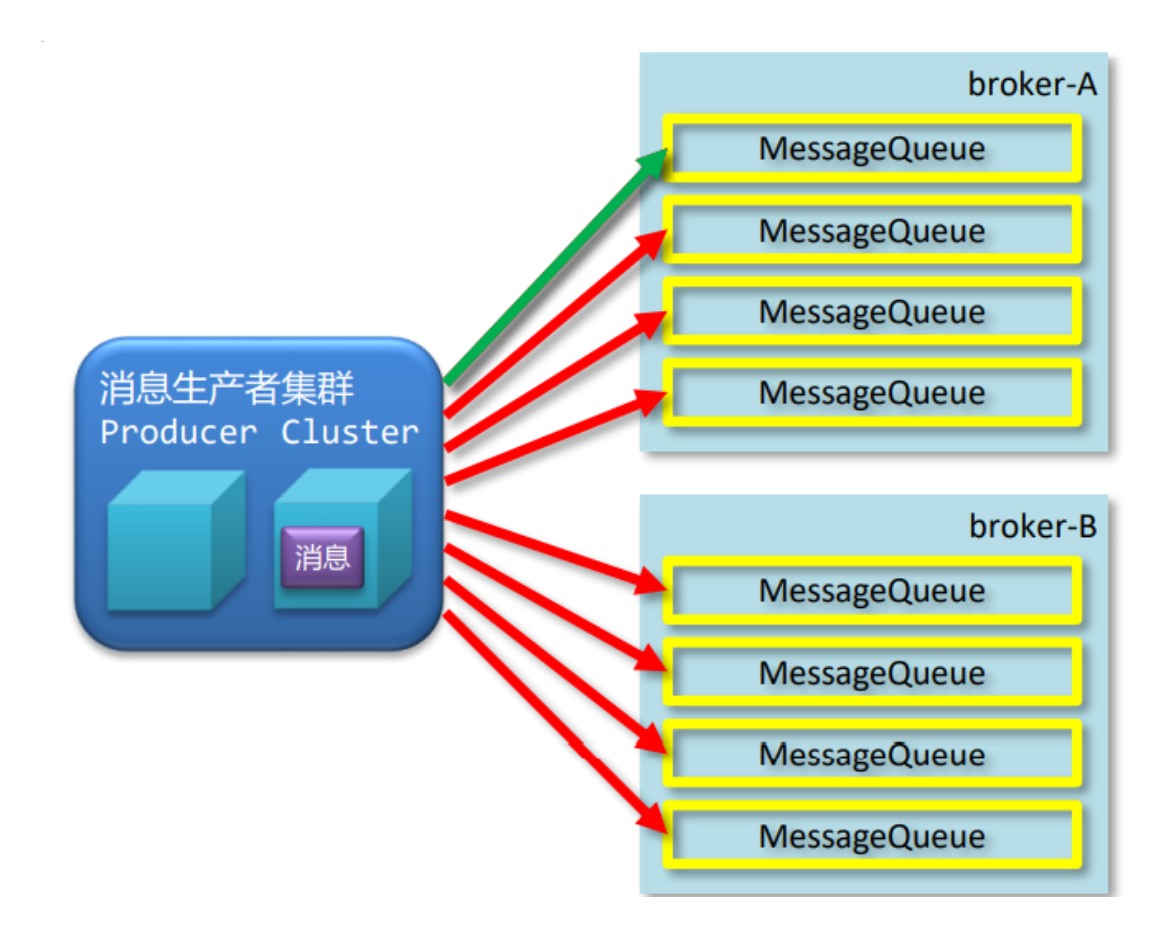 broker-A
MessageQueue
MessageQueue
MessageQueue
MessageQueue
消息生产者集群
Producer Cluster
消息
broker-B
MessageQueue
MessageQueue
MessageQueue
MessageQueue